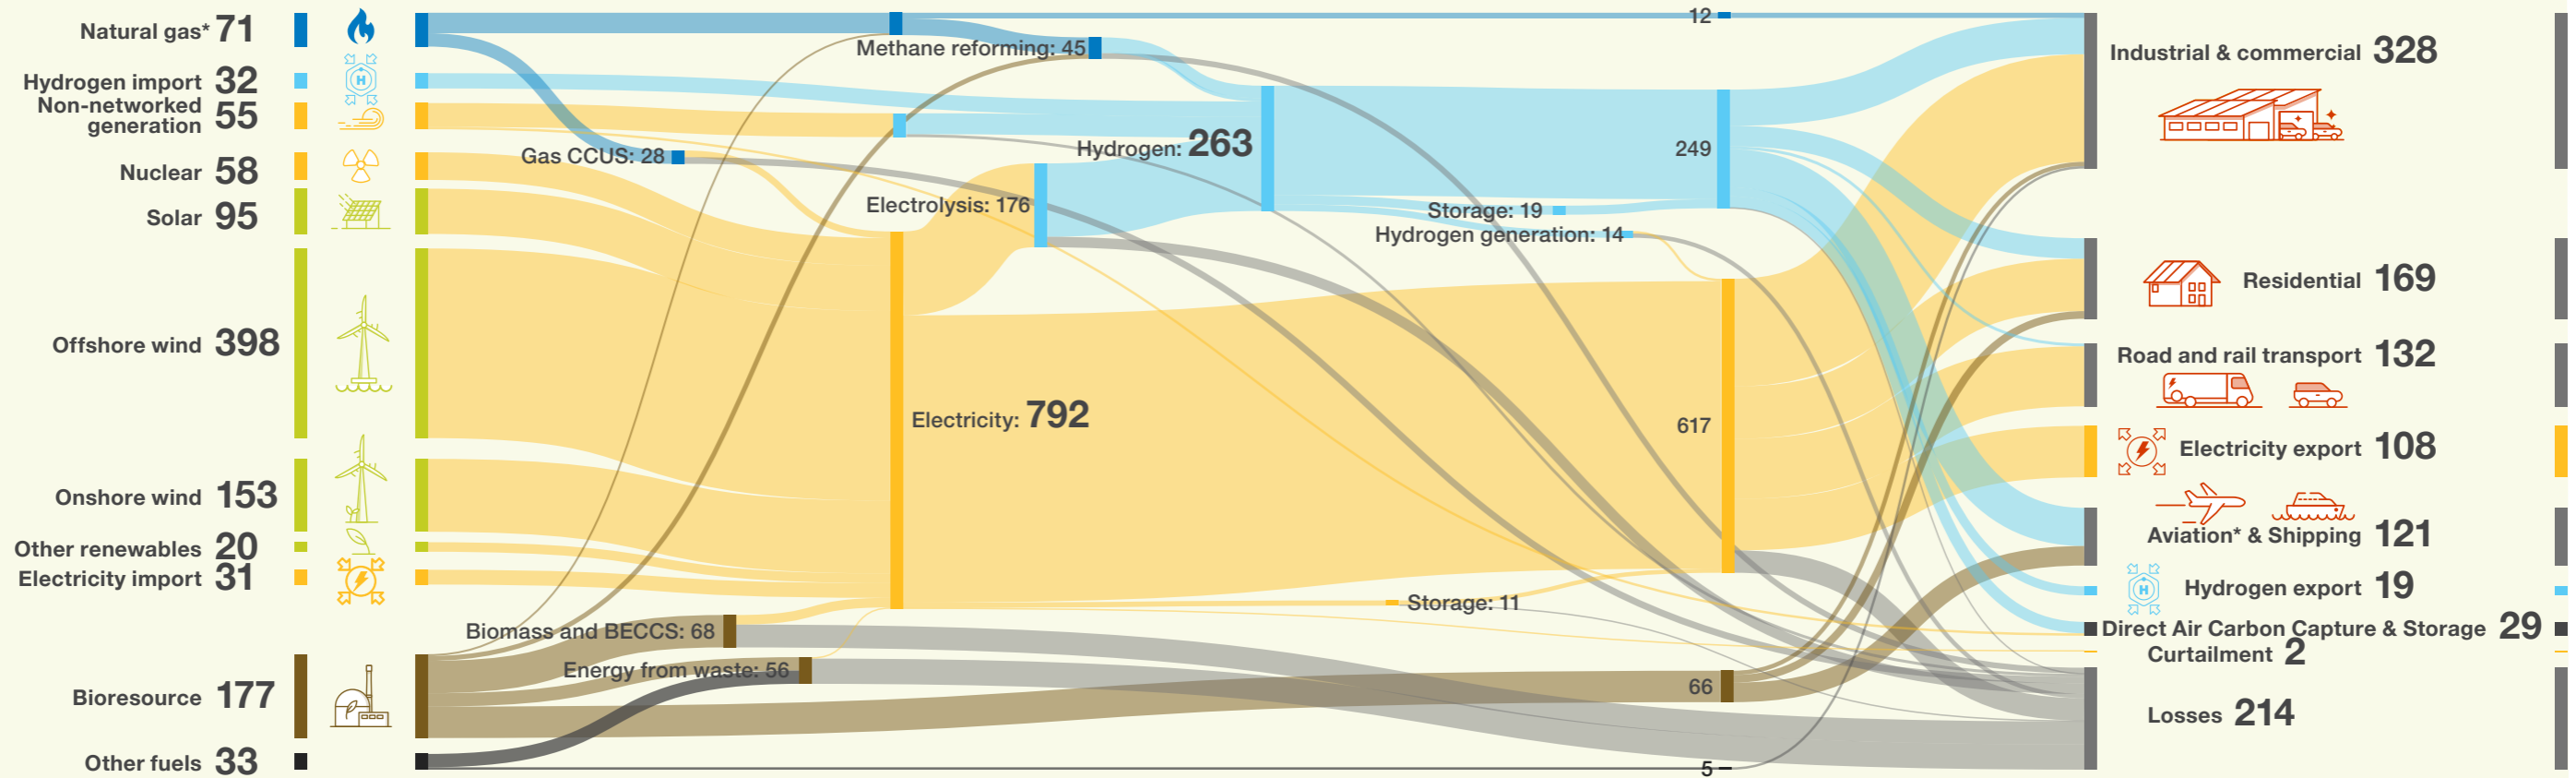 Natural gas* 71
Hydrogen import 32
Non-networked
generation 55
Nuclear 58
Solar 95
Offshore wind 398
Onshore wind 153
Other renewables 20
Electricity import 31
Bioresource 177
Other fuels 33
Gas CCUS: 28
Biomass and BECCS: 68
Energy from waste: 56
Methane reforming: 45
Electrolysis: 176
Electricity: 792
Hydrogen: 263
Storage: 19
Hydrogen generation: 14
Storage: 11
12
249
617
66
5
H
Industrial & commercial 328
Residential 169
Road and rail transport 132
Electricity export 108
Aviation* & Shipping 121
H
Hydrogen export 19
Direct Air Carbon Capture & Storage 29
Curtailment 2
Losses 214